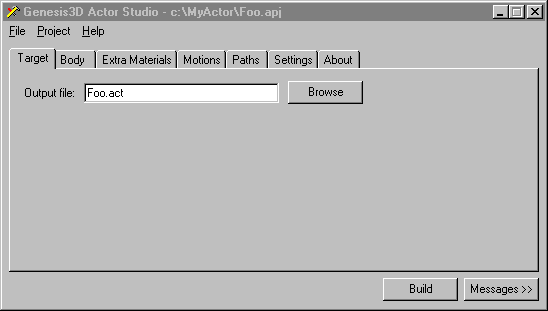 Genesis3D Actor Studio - c:\MyActor\Foo.apj
File Project Help
Target Body Extra Materials Motions Paths Settings About
Output file: Foo.act Browse
Build Messages >>